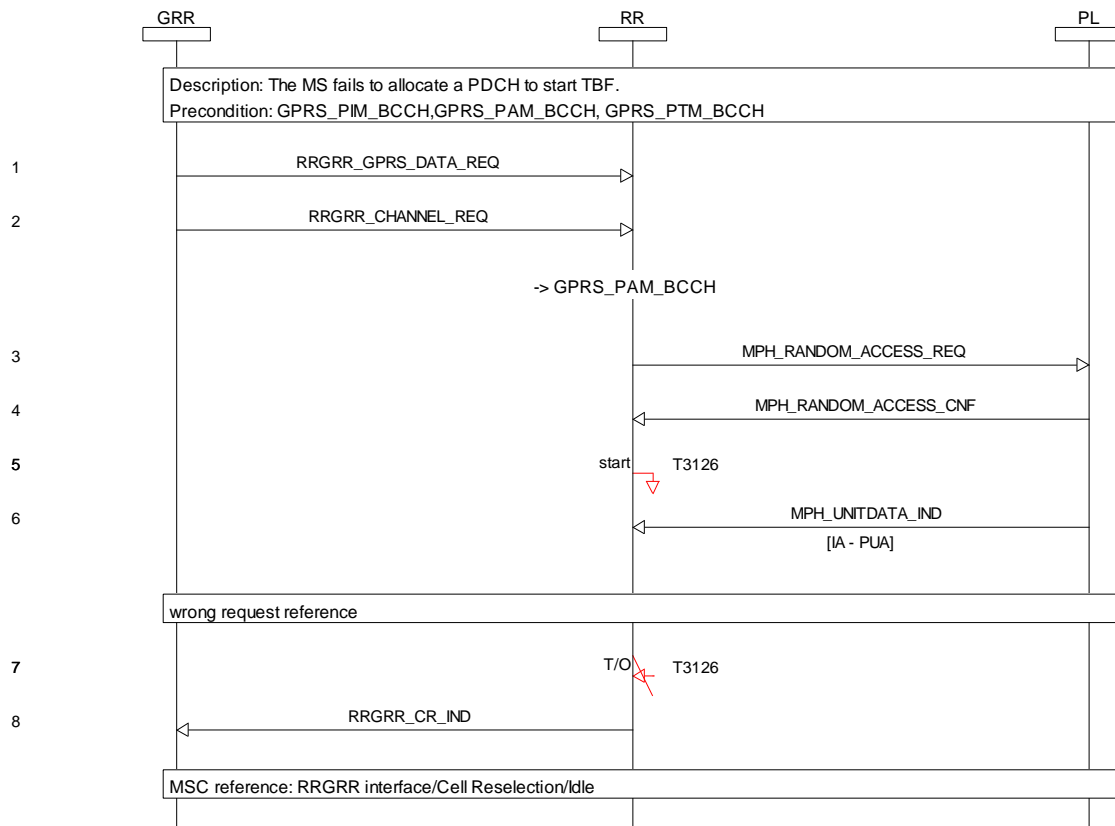 GRR RR PL
Description: The MS fails to allocate a PDCH to start TBF.
Precondition: GPRS_PIM_BCCH,GPRS_PAM_BCCH, GPRS_PTM_BCCH
1 RRGRR_GPRS_DATA_REQ
2 RRGRR_CHANNEL_REQ
-> GPRS_PAM_BCCH
3 MPH_RANDOM_ACCESS_REQ
4 MPH_RANDOM_ACCESS_CNF
5 start T3126
6 MPH_UNITDATA_IND
[IA - PUA]
wrong request reference
7 T/O T3126
8 RRGRR_CR_IND
MSC reference: RRGRR interface/Cell Reselection/Idle